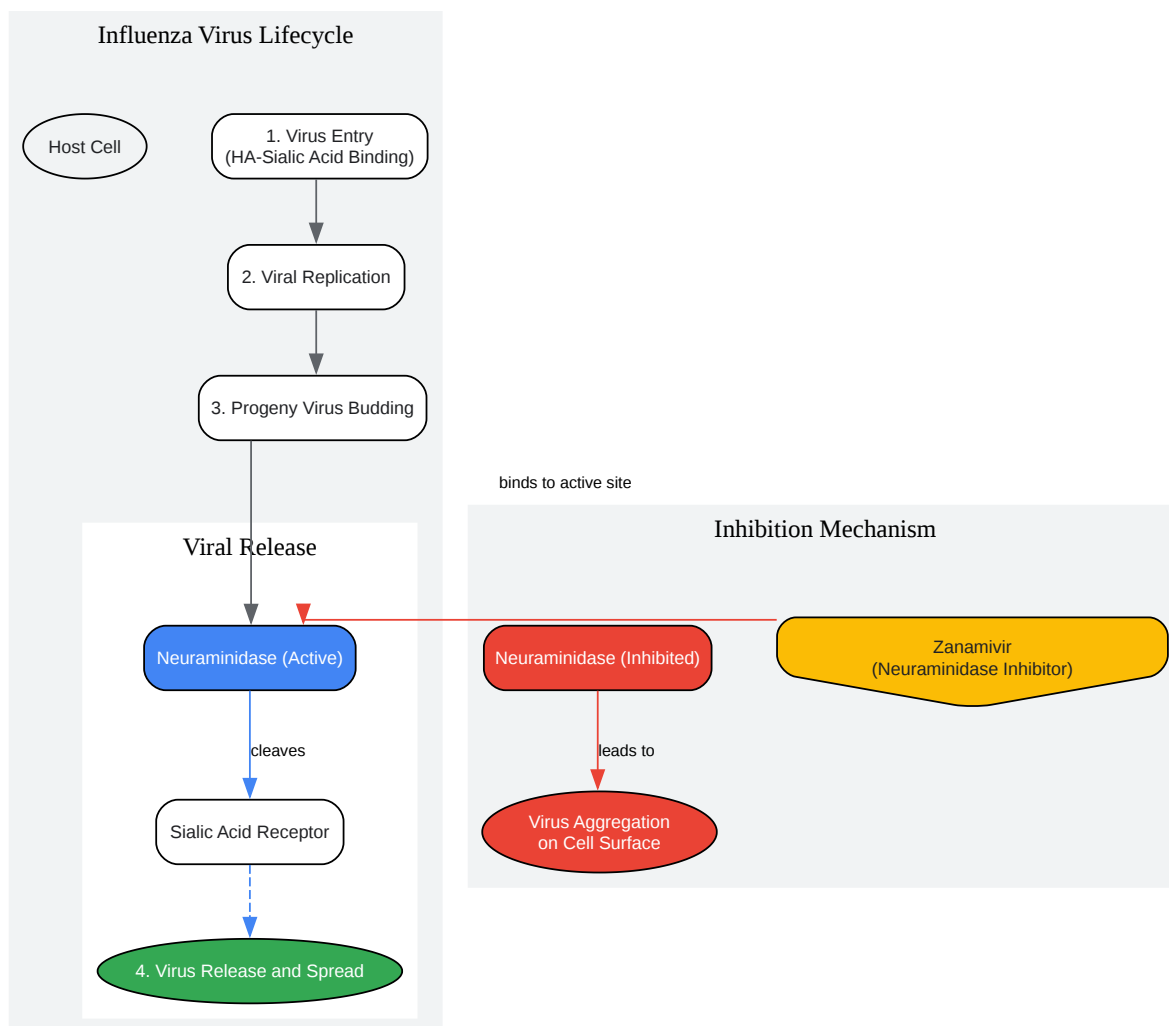 Influenza Virus Lifecycle
Host Cell
1. Virus Entry
(HA-Sialic Acid Binding)
2. Viral Replication
3. Progeny Virus Budding
Viral Release
Neuraminidase (Active)
cleaves
Sialic Acid Receptor
4. Virus Release and Spread
binds to active site
Inhibition Mechanism
Neuraminidase (Inhibited)
Zanamivir
(Neuraminidase Inhibitor)
leads to
Virus Aggregation
on Cell Surface